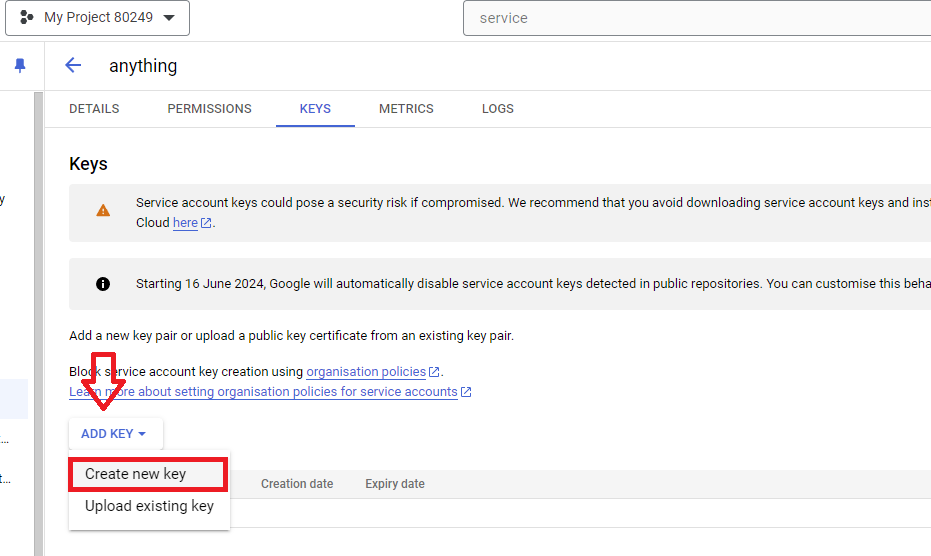 My Project 80249
service
anything
DETAILS PERMISSIONS KEYS METRICS LOGS
Keys
Service account keys could pose a security risk if compromised. We recommend that you avoid downloading service account keys and
Cloud here.
Starting 16 June 2024, Google will automatically disable service account keys detected in public repositories. You can customise this
Add a new key pair or upload a public key certificate from an existing key pair.
Block service account key creation using organisation policies.
Learn more about setting organisation policies for service accounts
ADD KEY
Create new key
Creation date Expiry date
Upload existing key